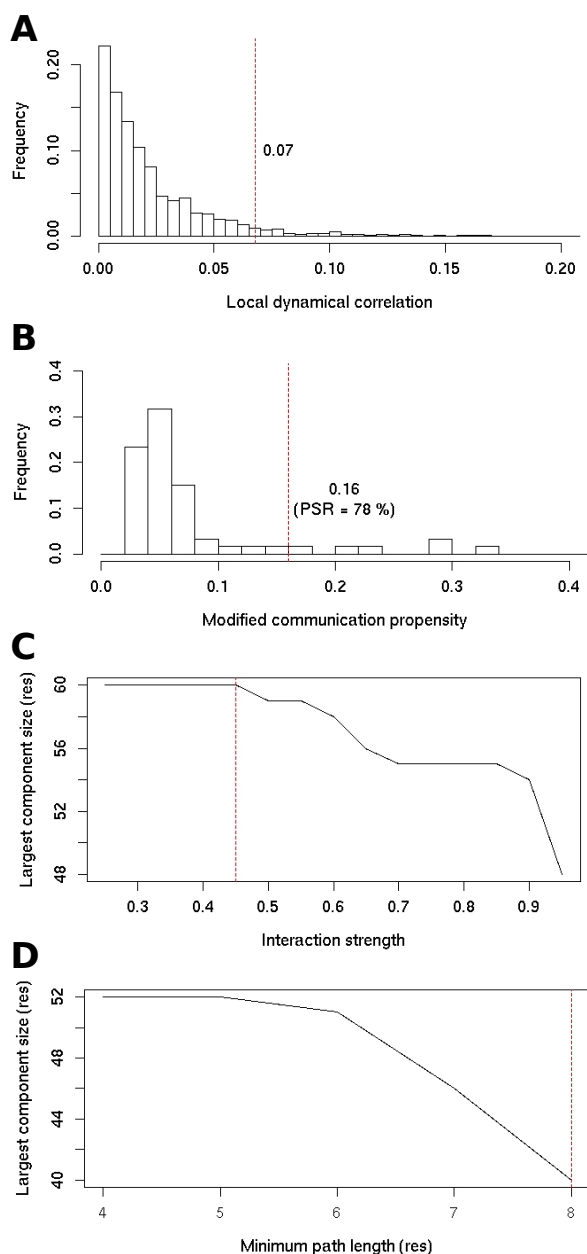 A
Frequency
0.20
0.10
0.00
0.07
0.00 0.05 0.10 0.15 0.20
Local dynamical correlation
B
Frequency
0.4
0.3
0.2
0.1
0.0
0.16
(PSR = 78 %)
0.0 0.1 0.2 0.3 0.4
Modified communication propensity
C
Largest component size (res)
60
56
52
48
0.3 0.4 0.5 0.6 0.7 0.8 0.9
Interaction strength
D
Largest component size (res)
52
48
44
40
4 5 6 7 8
Minimum path length (res)